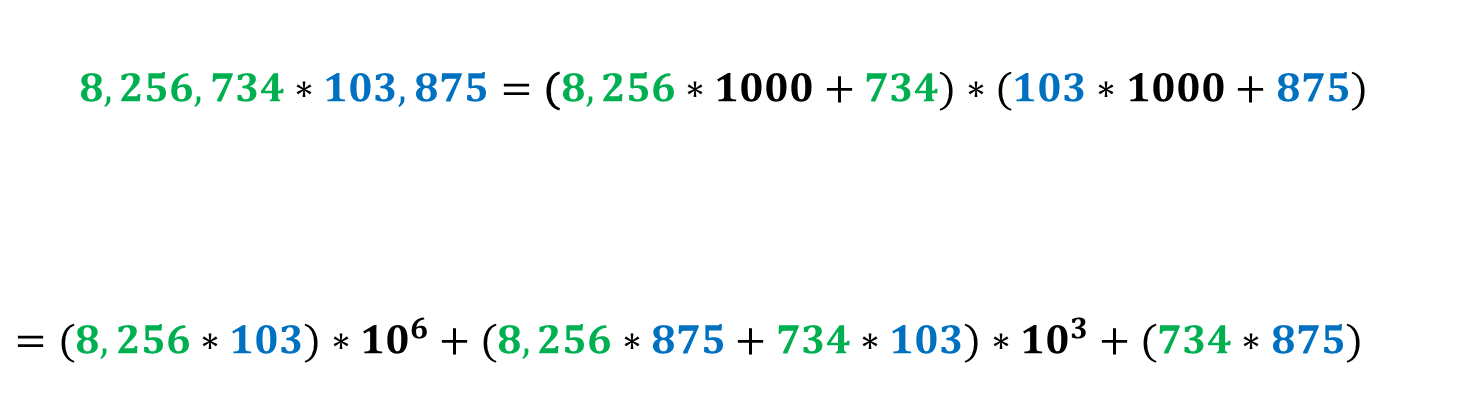 8,256,734 * 103,875 = (8,256 * 1000 + 734) * (103 * 1000 + 875)
= (8,256 * 103) * 10⁶ + (8,256 * 875 + 734 * 103) * 10³ + (734 * 875)